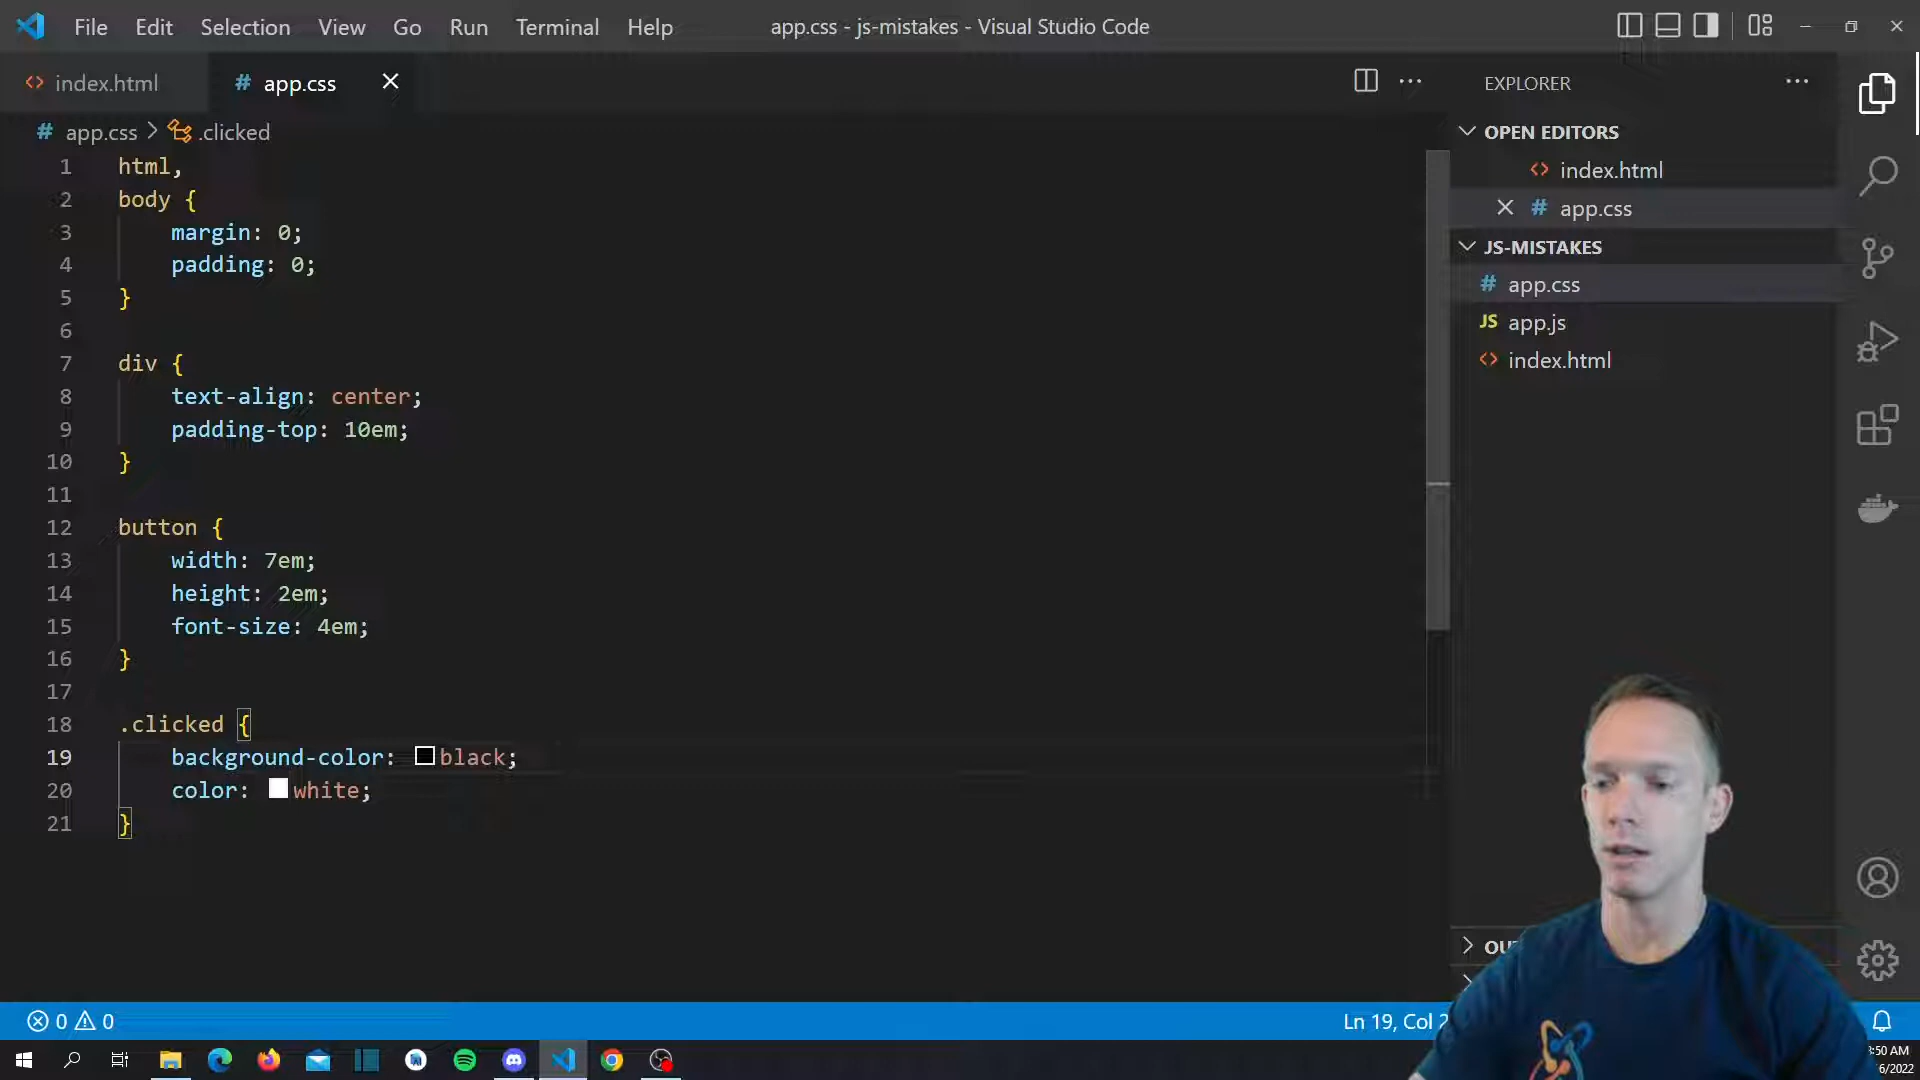 File Edit Selection View Go Run Terminal Help app.css - js-mistakes - Visual Studio Code
index.html app.css
EXPLORER
app.css > .clicked
OPEN EDITORS
index.html
app.css
JS-MISTAKES
app.css
app.js
index.html
1 html,
2 body {
3 margin: 0;
4 padding: 0;
5 }
6
7 div {
8 text-align: center;
9 padding-top: 10em;
10 }
11
12 button {
13 width: 7em;
14 height: 2em;
15 font-size: 4em;
16 }
17
18 .clicked {
19 background-color: black;
20 color: white;
21 }
0 0
Ln 19, Col
:50 AM
6/2022